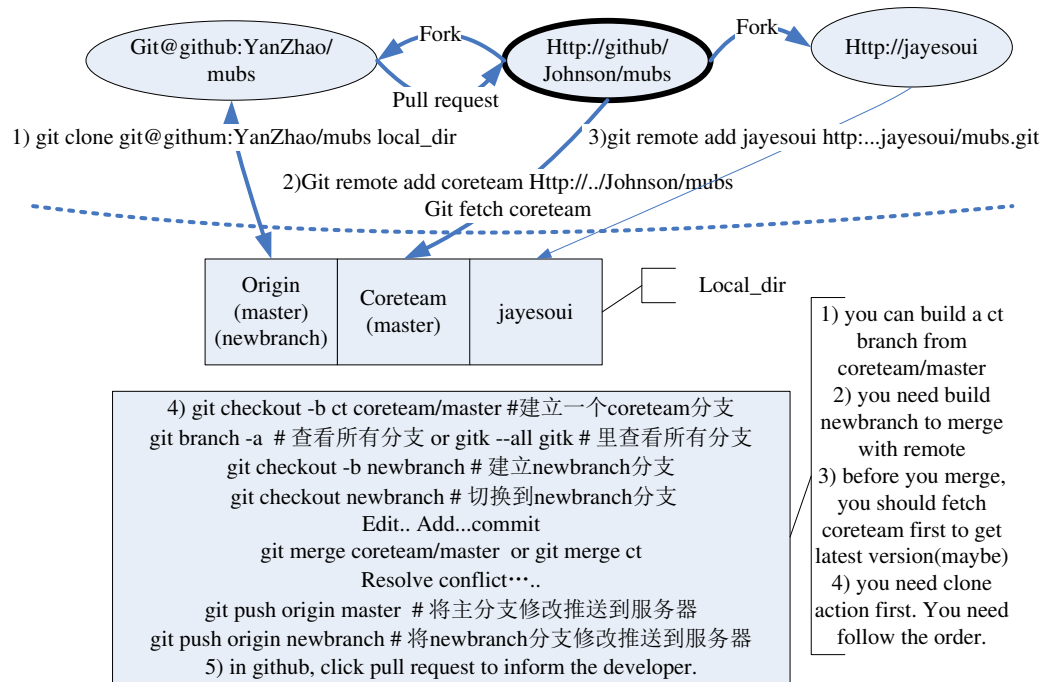 Git@github:YanZhao/
mubs
Fork
Http://github/
Johnson/mubs
Fork
Http://jayesoui
Pull request
1) git clone git@githum:YanZhao/mubs local_dir
3)git remote add jayesoui http:...jayesoui/mubs.git
2)Git remote add coreteam Http://../Johnson/mubs
Git fetch coreteam
Origin
(master)
(newbranch)
Coreteam
(master)
jayesoui
Local_dir
4) git checkout -b ct coreteam/master #建立一个coreteam分支
git branch -a # 查看所有分支 or gitk --all gitk # 里查看所有分支
git checkout -b newbranch # 建立newbranch分支
git checkout newbranch # 切换到newbranch分支
Edit.. Add...commit
git merge coreteam/master or git merge ct
Resolve conflict…..
git push origin master # 将主分支修改推送到服务器
git push origin newbranch # 将newbranch分支修改推送到服务器
5) in github, click pull request to inform the developer.
1) you can build a ct
branch from
coreteam/master
2) you need build
newbranch to merge
with remote
3) before you merge,
you should fetch
coreteam first to get
latest version(maybe)
4) you need clone
action first. You need
follow the order.